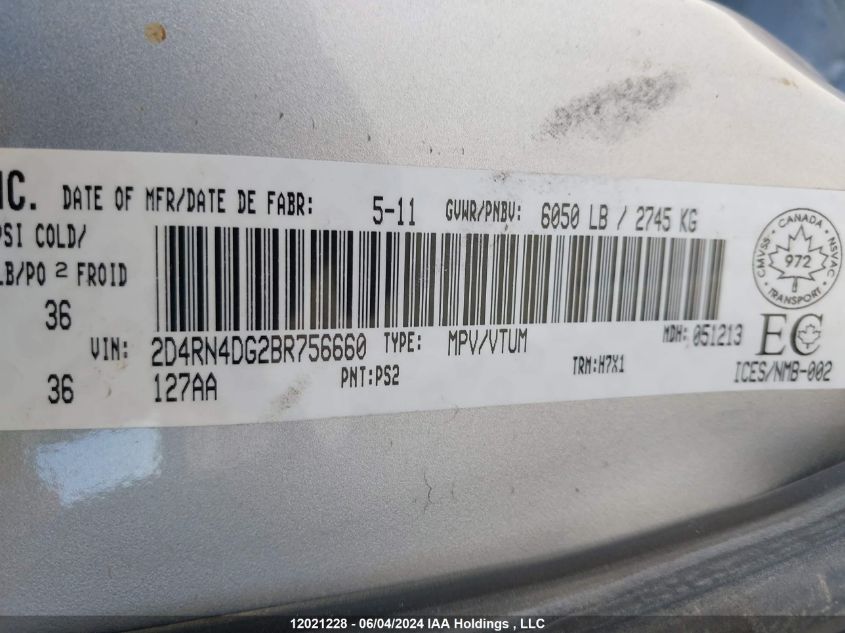 NC. DATE OF MFR/DATE DE FABR: 5-11 GVWR/PNBV: 6050 LB / 2745 KG
PSI COLD/
LB/PO 2 FROID
36
VIN: 2D4RN4DG2BR756660 TYPE: MPV/VTUM MDH: 051213
36 127AA PNT:PS2 TRM:H7X1
CANADA
CMVSS 972 NSVAC
TRANSPORT
EC
ICES/NMB-002
12021228 - 06/04/2024 IAA Holdings , LLC